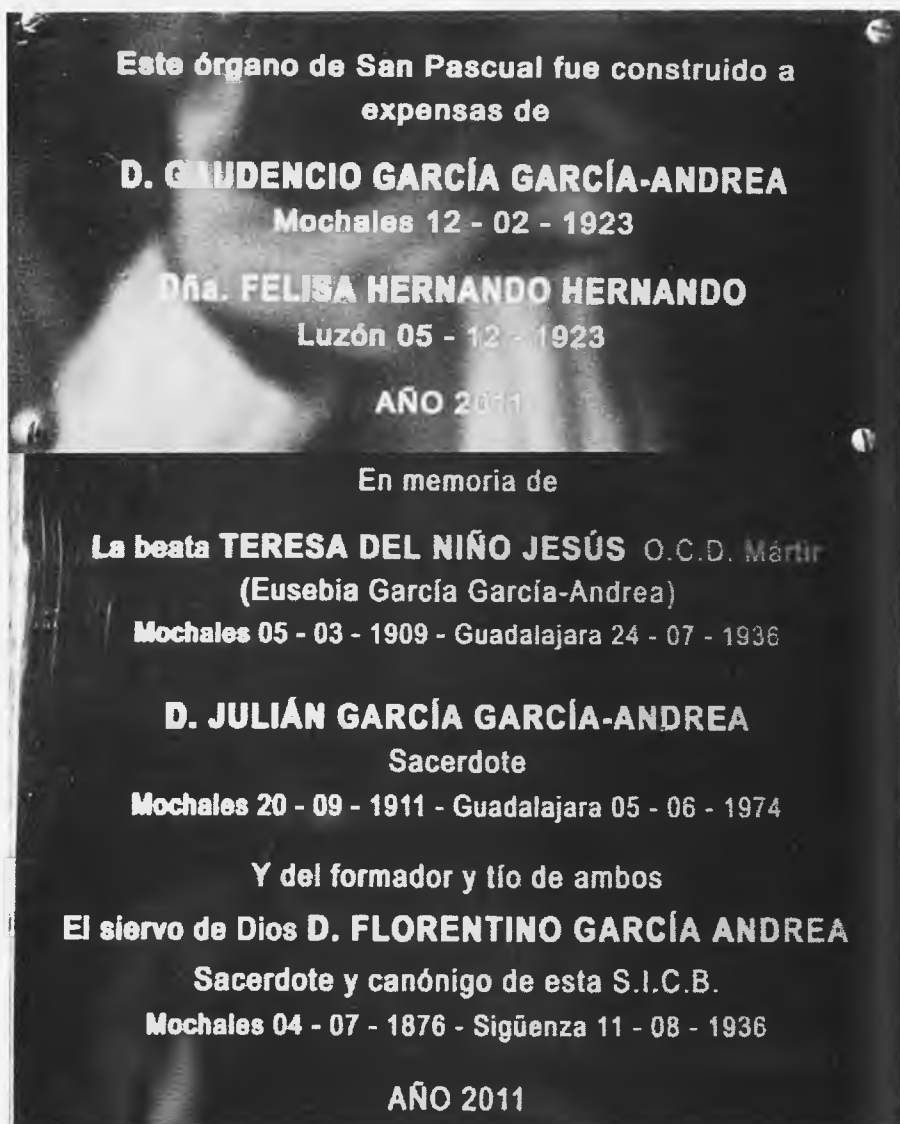 Este órgano de San Pascual fue construido a
expensas de
D. GAUDENCIO GARCÍA GARCÍA-ANDREA
Mochales 12 - 02 - 1923
Dña. FELISA HERNANDO HERNANDO
Luzón 05 - 12 - 1923
AÑO 2011
En memoria de
La beata TERESA DEL NIÑO JESÚS O.C.D. Mártir
(Eusebia García García-Andrea)
Mochales 05 - 03 - 1909 - Guadalajara 24 - 07 - 1936
D. JULIÁN GARCÍA GARCÍA-ANDREA
Sacerdote
Mochales 20 - 09 - 1911 - Guadalajara 05 - 06 - 1974
Y del formador y tío de ambos
El siervo de Dios D. FLORENTINO GARCÍA ANDREA
Sacerdote y canónigo de esta S.I.C.B.
Mochales 04 - 07 - 1876 - Sigüenza 11 - 08 - 1936
AÑO 2011